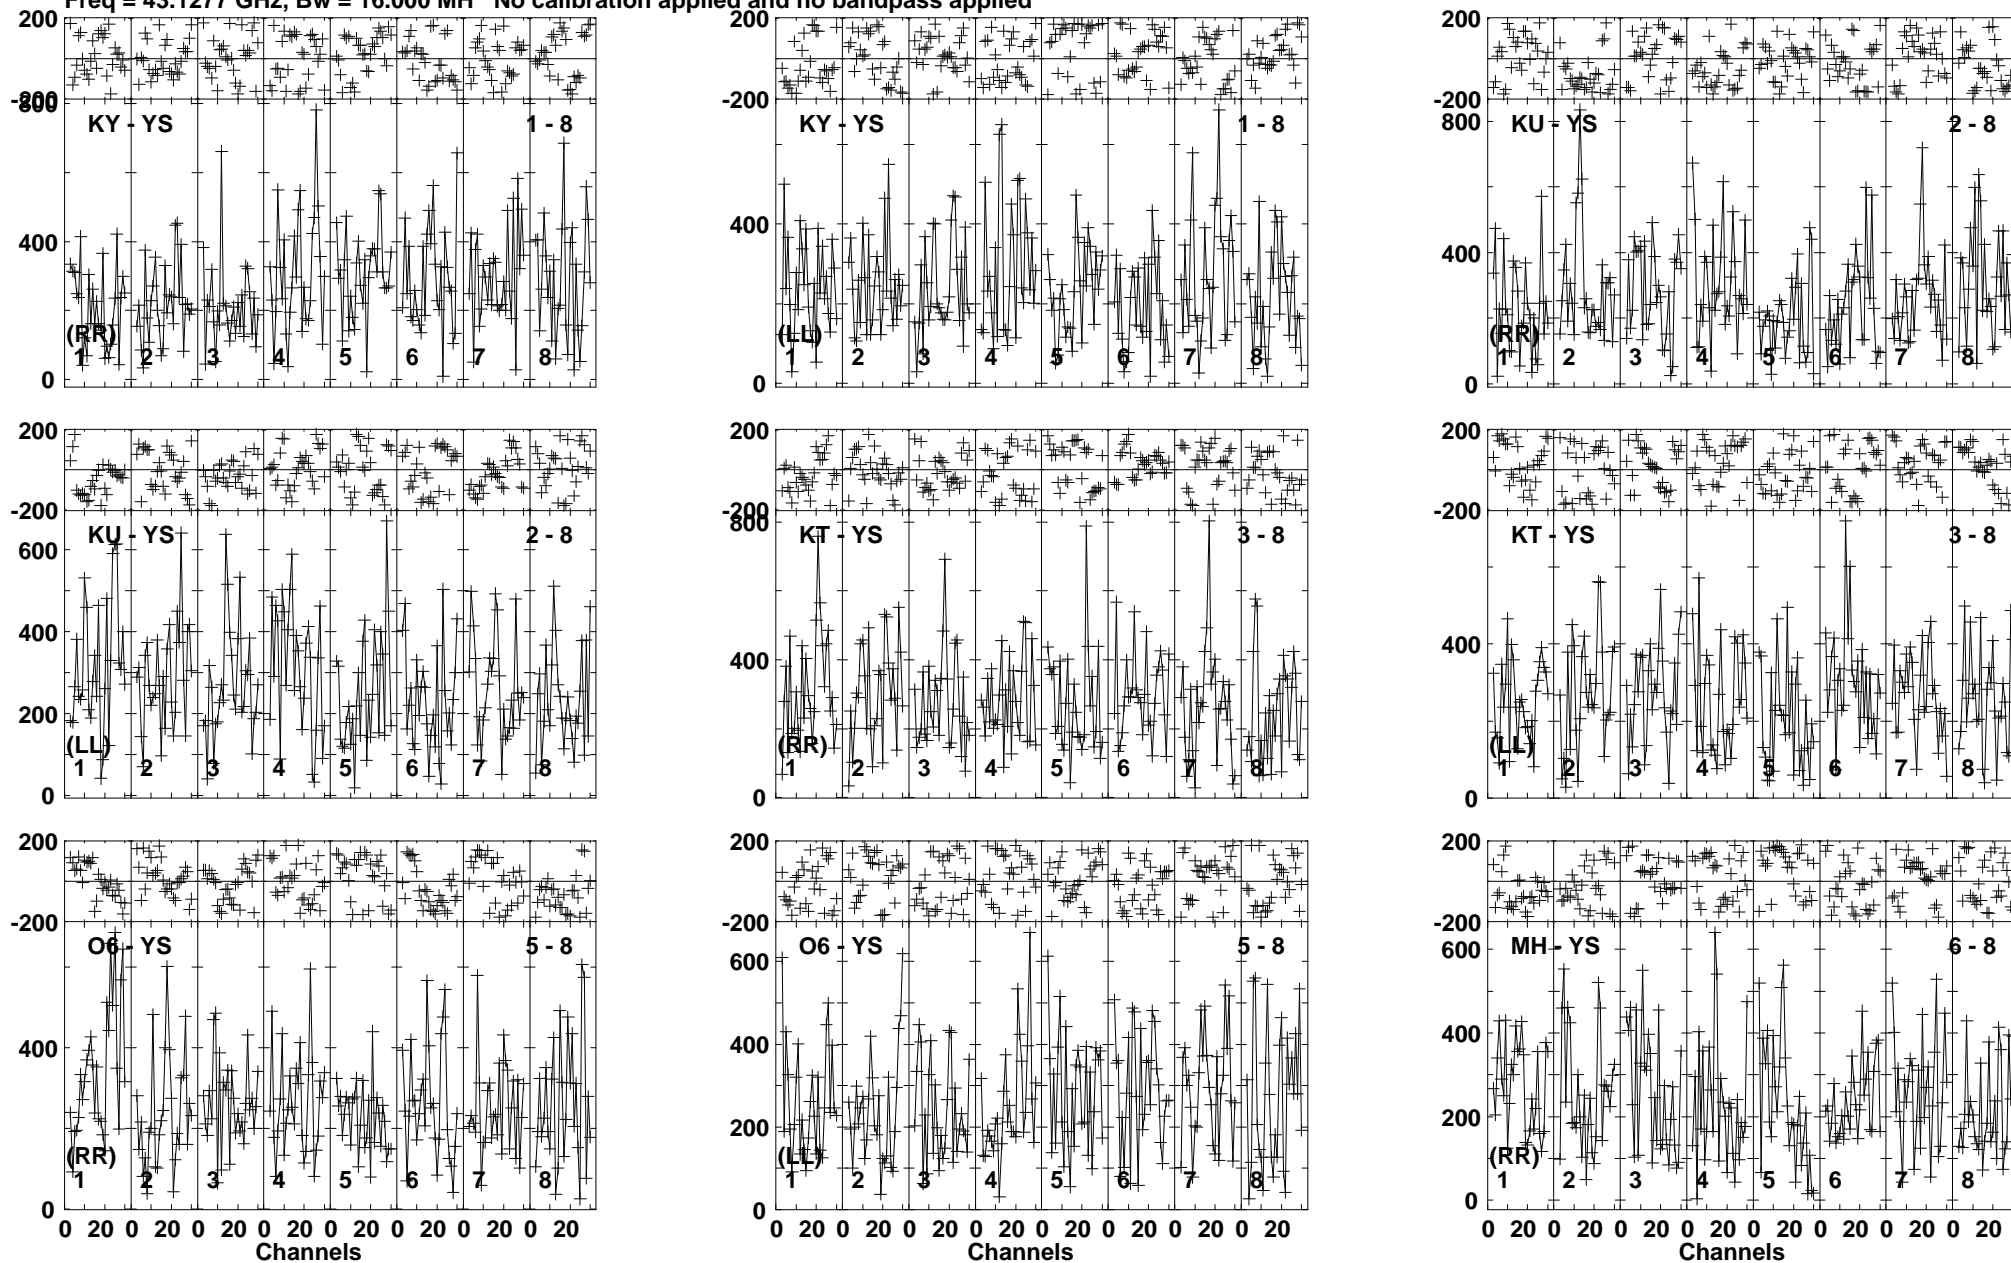 Freq = 43.1277 GHz, Bw = 16.000 MH No calibration applied and no bandpass applied
200 200 200
-200 -200 -200
800
KY - YS 1 - 8 KY - YS 1 - 8 800 KU - YS 2 - 8
400 400 400
(RR) (LL) (RR)
1 2 3 4 5 6 7 8 1 2 3 4 5 6 7 8 1 2 3 4 5 6 7 8
0 0 0
200 200 200
-200 -200 -200
800
KU - YS 2 - 8 KT - YS 3 - 8 KT - YS 3 - 8
600
400 400 400
200
(LL) (RR) (LL)
1 2 3 4 5 6 7 8 1 2 3 4 5 6 7 8 1 2 3 4 5 6 7 8
0 0 0
200 200 200
-200 -200 -200
O6 - YS 5 - 8 O6 - YS 5 - 8 MH - YS 6 - 8
600 600
400 400 400
200 200
(RR) (LL) (RR)
1 2 3 4 5 6 7 8 1 2 3 4 5 6 7 8 1 2 3 4 5 6 7 8
0 0 0
0 20 0 20 0 20 0 20 0 20 0 20 0 20 0 20 0 20 0 20 0 20 0 20 0 20 0 20 0 20 0 20 0 20 0 20 0 20 0 20 0 20 0 20 0 20 0 20
Channels Channels Channels